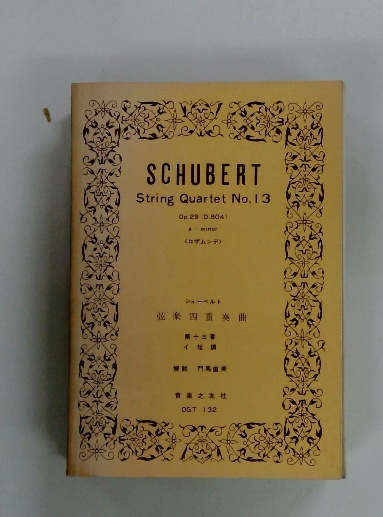 SCHUBERT
String Quartet No.13
Op.29 (D.804)
a - minor
〈ロザムンデ〉
シューベルト
弦楽四重奏曲
第十三番
イ短調
解説 門馬直美
音楽之友社
OGT 132